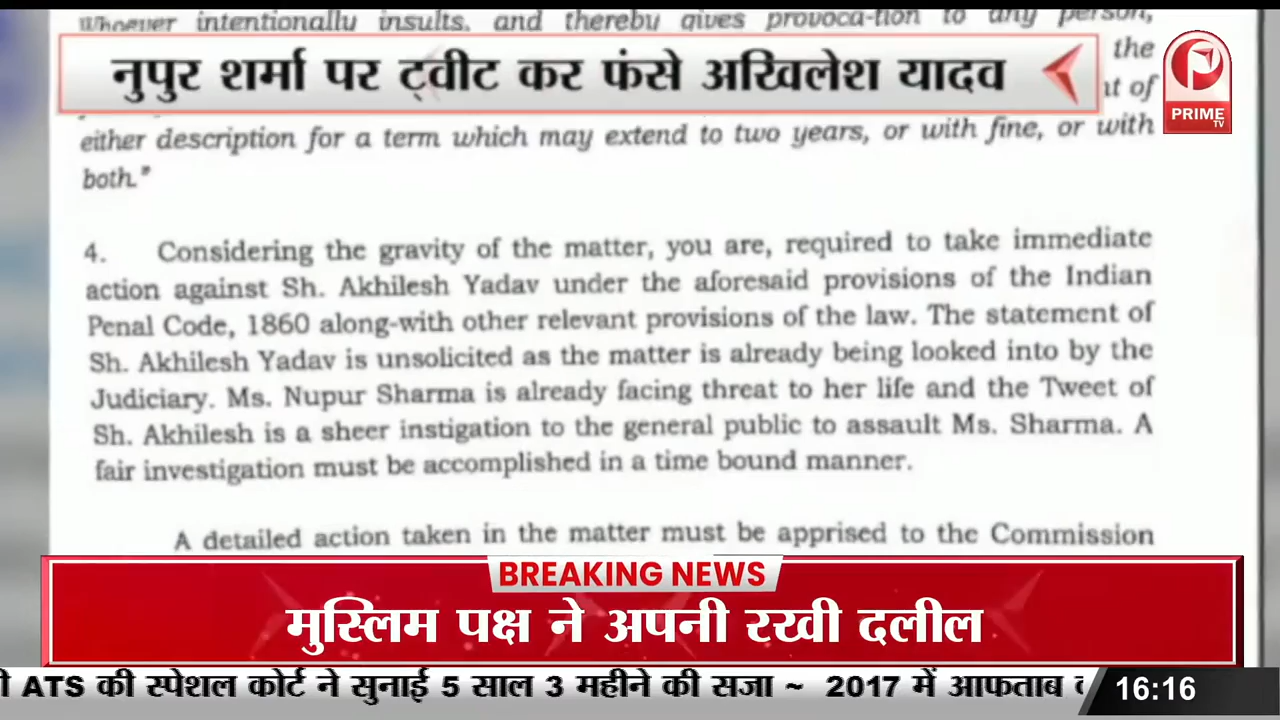 Whoever intentionally insults, and thereby gives provoca-tion to any person,
नुपुर शर्मा पर ट्वीट कर फंसे अखिलेश यादव
the
PRIME
TV
of
either description for a term which may extend to two years, or with fine, or with
both."
4. Considering the gravity of the matter, you are, required to take immediate
action against Sh. Akhilesh Yadav under the aforesaid provisions of the Indian
Penal Code, 1860 along-with other relevant provisions of the law. The statement of
Sh. Akhilesh Yadav is unsolicited as the matter is already being looked into by the
Judiciary. Ms. Nupur Sharma is already facing threat to her life and the Tweet of
Sh. Akhilesh is a sheer instigation to the general public to assault Ms. Sharma. A
fair investigation must be accomplished in a time bound manner.
A detailed action taken in the matter must be apprised to the Commission
BREAKING NEWS
मुस्लिम पक्ष ने अपनी रखी दलील
ATS की स्पेशल कोर्ट ने सुनाई 5 साल 3 महीने की सजा ~ 2017 में आफताब
16:16